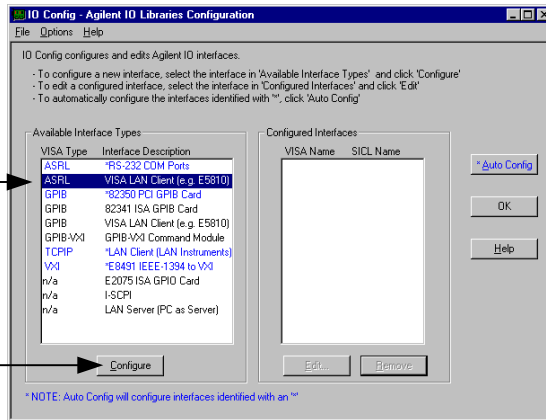 IO Config - Agilent IO Libraries Configuration
File Options Help
IO Config configures and edits Agilent IO interfaces.
- To configure a new interface, select the interface in 'Available Interface Types' and click 'Configure'
- To edit a configured interface, select the interface in 'Configured Interfaces' and click 'Edit'
- To automatically configure the interfaces identified with '*', click 'Auto Config'
Available Interface Types
VISA Type Interface Description
ASRL *RS-232 COM Ports
ASRL VISA LAN Client (e.g. E5810)
GPIB *82350 PCI GPIB Card
GPIB 82341 ISA GPIB Card
GPIB VISA LAN Client (e.g. E5810)
GPIB-VXI GPIB-VXI Command Module
TCPIP *LAN Client (LAN Instruments)
VXI *E8491 IEEE-1394 to VXI
n/a E2075 ISA GPIO Card
n/a I-SCPI
n/a LAN Server (PC as Server)
Configure
Configured Interfaces
VISA Name SICL Name
Edit...
Remove
* Auto Config
OK
Help
* NOTE: Auto Config will configure interfaces identified with an '*'